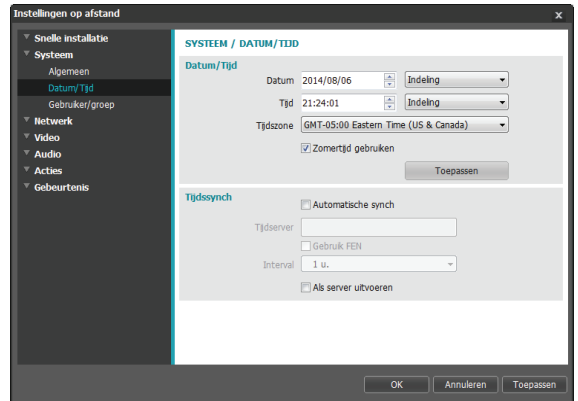 Instellingen op afstand
x
Snelle installatie
Systeem
Algemeen
Datum/Tijd
Gebruiker/groep
Netwerk
Video
Audio
Acties
Gebeurtenis
SYSTEEM / DATUM/TIJD
Datum/Tijd
Datum 2014/08/06 Indeling
Tijd 21:24:01 Indeling
Tijdszone GMT-05:00 Eastern Time (US & Canada)
Zomertijd gebruiken
Toepassen
Tijdssynch
Automatische synch
Tijdserver
Gebruik FEN
Interval 1 u.
Als server uitvoeren
OK Annuleren Toepassen